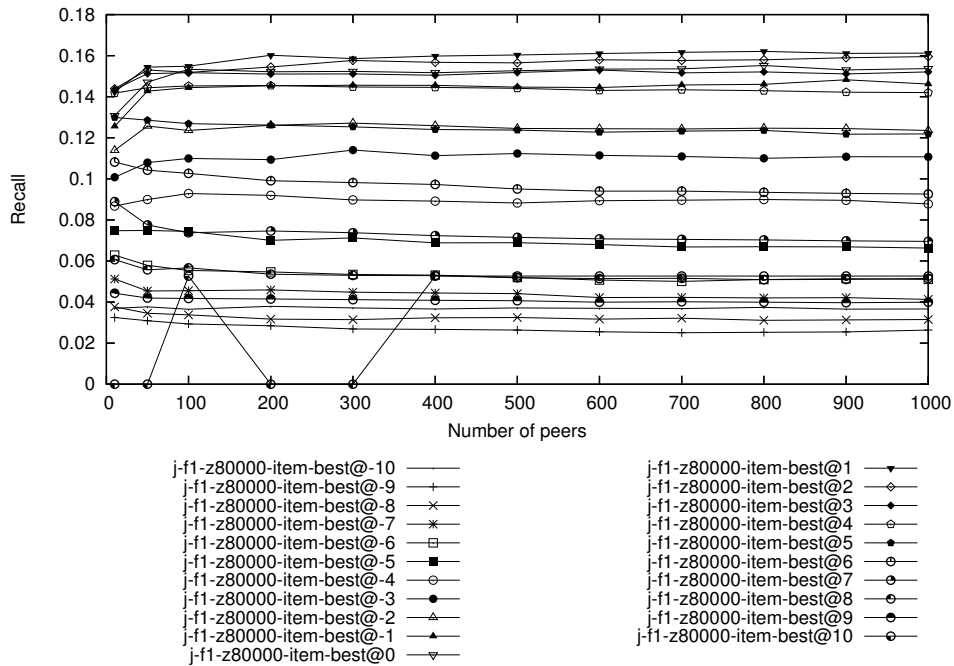 0.18
0.16
0.14
0.12
0.1
0.08
0.06
0.04
0.02
0
Recall
0 100 200 300 400 500 600 700 800 900 1000
Number of peers
j-f1-z80000-item-best@-10
j-f1-z80000-item-best@-9
j-f1-z80000-item-best@-8
j-f1-z80000-item-best@-7
j-f1-z80000-item-best@-6
j-f1-z80000-item-best@-5
j-f1-z80000-item-best@-4
j-f1-z80000-item-best@-3
j-f1-z80000-item-best@-2
j-f1-z80000-item-best@-1
j-f1-z80000-item-best@0
j-f1-z80000-item-best@1
j-f1-z80000-item-best@2
j-f1-z80000-item-best@3
j-f1-z80000-item-best@4
j-f1-z80000-item-best@5
j-f1-z80000-item-best@6
j-f1-z80000-item-best@7
j-f1-z80000-item-best@8
j-f1-z80000-item-best@9
j-f1-z80000-item-best@10